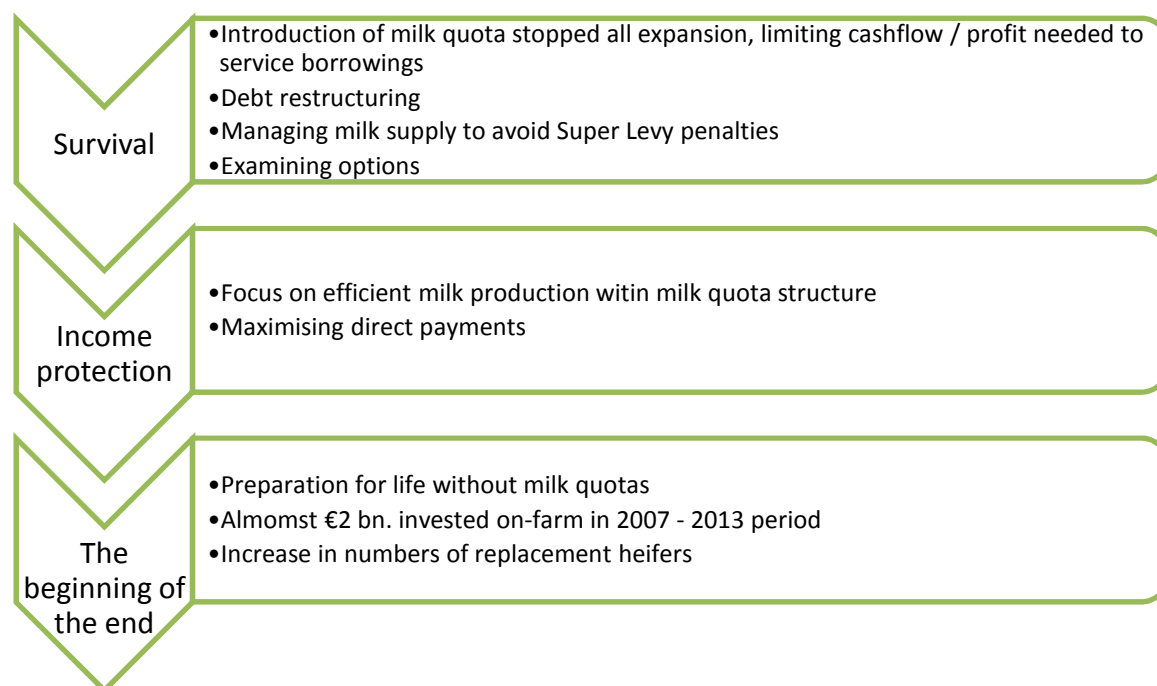 Survival
•Introduction of milk quota stopped all expansion, limiting cashflow / profit needed to
service borrowings
•Debt restructuring
•Managing milk supply to avoid Super Levy penalties
•Examining options
Income
protection
•Focus on efficient milk production witin milk quota structure
•Maximising direct payments
The
beginning of
the end
•Preparation for life without milk quotas
•Almomst €2 bn. invested on-farm in 2007 - 2013 period
•Increase in numbers of replacement heifers